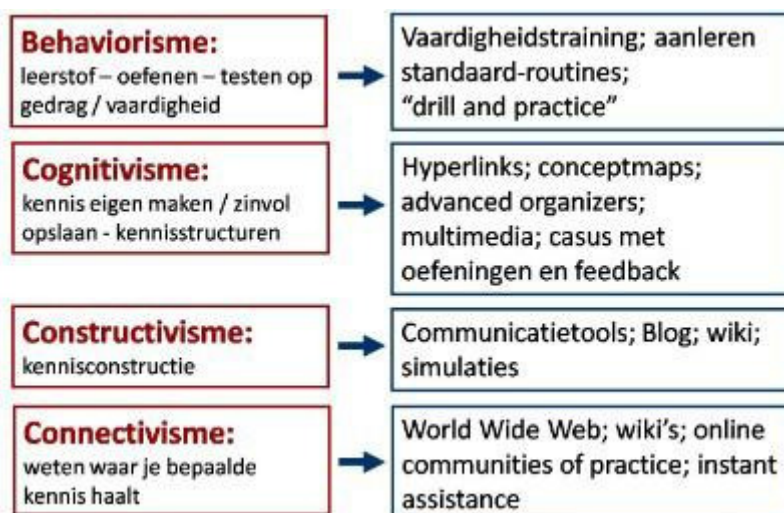 Behaviorisme:
leerstof – oefenen – testen op
gedrag / vaardigheid
Vaardigheidstraining; aanleren
standaard-routines;
“drill and practice”
Cognitivisme:
kennis eigen maken / zinvol
opslaan - kennisstructuren
Hyperlinks; conceptmaps;
advanced organizers;
multimedia; casus met
oefeningen en feedback
Constructivisme:
kennisconstructie
Communicatietools; Blog; wiki;
simulaties
Connectivisme:
weten waar je bepaalde
kennis haalt
World Wide Web; wiki’s; online
communities of practice; instant
assistance